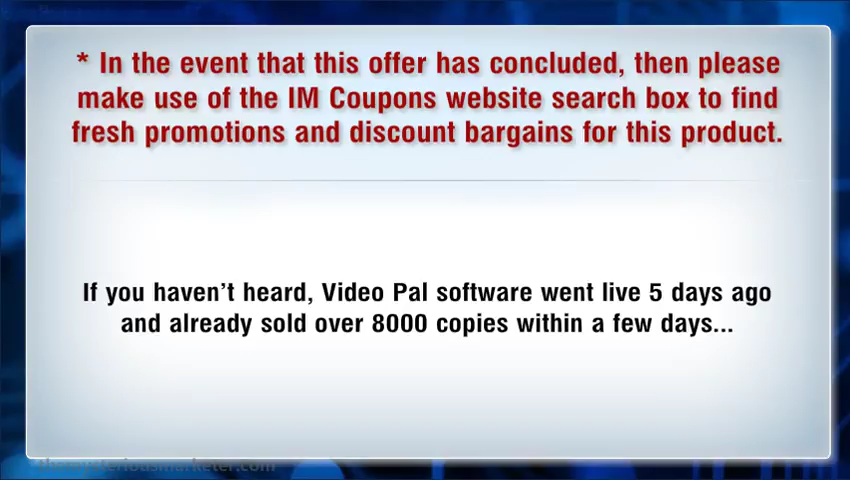 * In the event that this offer has concluded, then please
make use of the IM Coupons website search box to find
fresh promotions and discount bargains for this product.
If you haven't heard, Video Pal software went live 5 days ago
and already sold over 8000 copies within a few days...
themysteriousmarketer.com